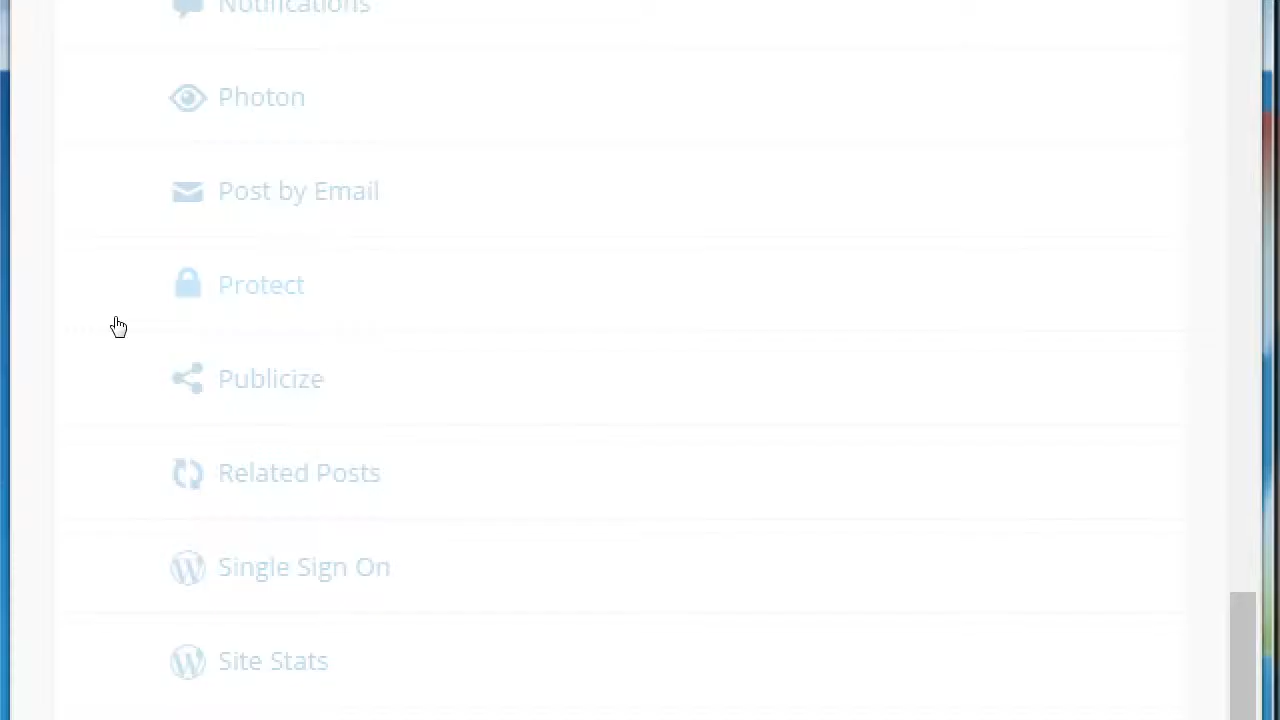 Notifications
Photon
Post by Email
Protect
Publicize
Related Posts
Single Sign On
Site Stats